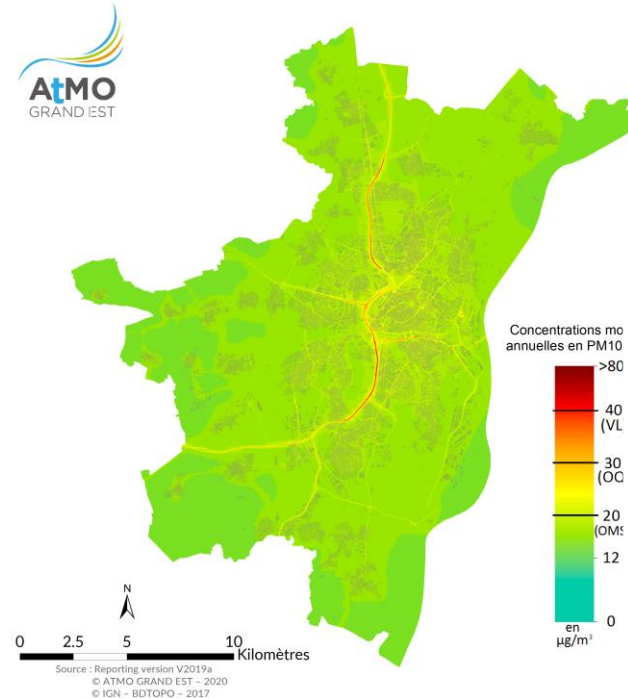 AtMO
GRAND EST
Concentrations mo
annuelles en PM10
>80
40
(VL
30
(OQ
20
(OMS
12
0
en
µg/m³
N
0 2.5 5 10
Kilomètres
Source : Reporting version V2019a
© ATMO GRAND EST – 2020
© IGN – BDTOPO – 2017